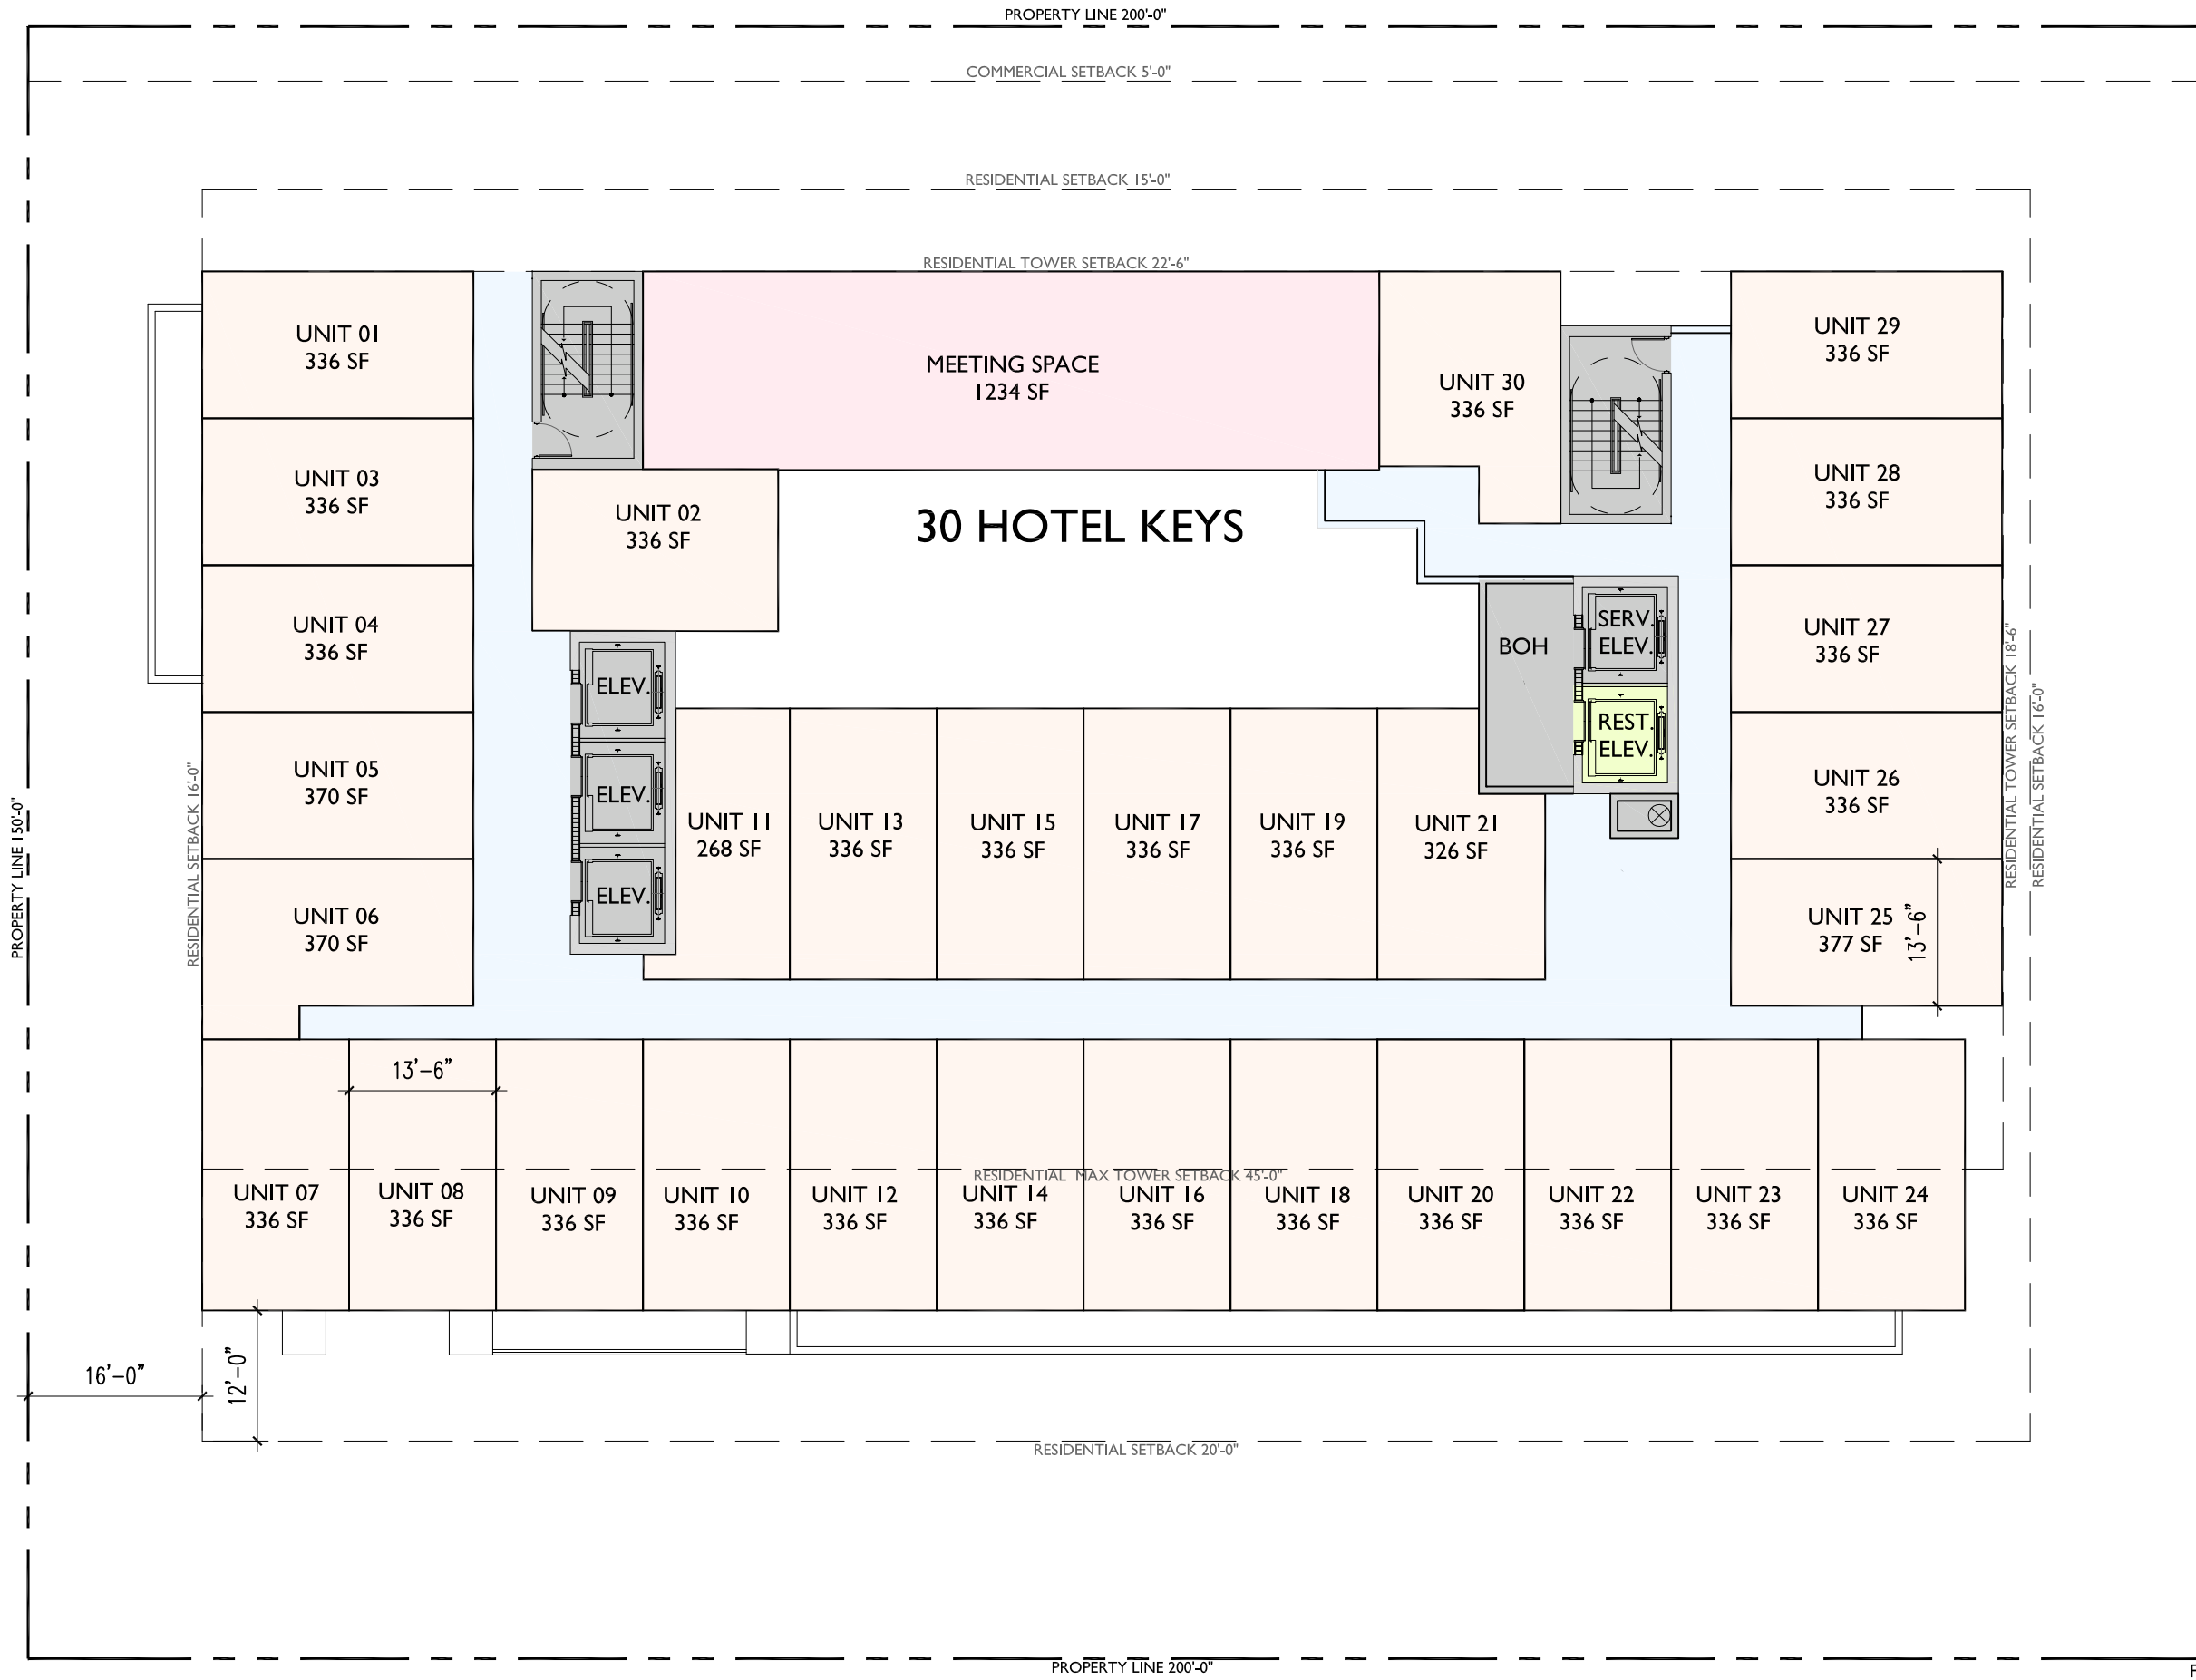 PROPERTY LINE 200'-0"
COMMERCIAL SETBACK 5'-0"
RESIDENTIAL SETBACK 15'-0"
RESIDENTIAL TOWER SETBACK 22'-6"
UNIT 01
336 SF
MEETING SPACE
1234 SF
UNIT 30
336 SF
UNIT 29
336 SF
UNIT 03
336 SF
UNIT 02
336 SF
30 HOTEL KEYS
UNIT 28
336 SF
UNIT 04
336 SF
ELEV.
BOH
SERV.
ELEV.
UNIT 27
336 SF
RESIDENTIAL TOWER SETBACK 18'-6"
RESIDENTIAL SETBACK 16'-0"
REST.
ELEV.
UNIT 05
370 SF
ELEV.
UNIT 26
336 SF
PROPERTY LINE 150'-0"
RESIDENTIAL SETBACK 16'-0"
UNIT 11
268 SF
UNIT 13
336 SF
UNIT 15
336 SF
UNIT 17
336 SF
UNIT 19
336 SF
UNIT 21
326 SF
UNIT 06
370 SF
ELEV.
UNIT 25
377 SF
13'-6"
13'-6"
RESIDENTIAL MAX TOWER SETBACK 45'-0"
UNIT 07
336 SF
UNIT 08
336 SF
UNIT 09
336 SF
UNIT 10
336 SF
UNIT 12
336 SF
UNIT 14
336 SF
UNIT 16
336 SF
UNIT 18
336 SF
UNIT 20
336 SF
UNIT 22
336 SF
UNIT 23
336 SF
UNIT 24
336 SF
16'-0"
12'-0"
RESIDENTIAL SETBACK 20'-0"
PROPERTY LINE 200'-0"